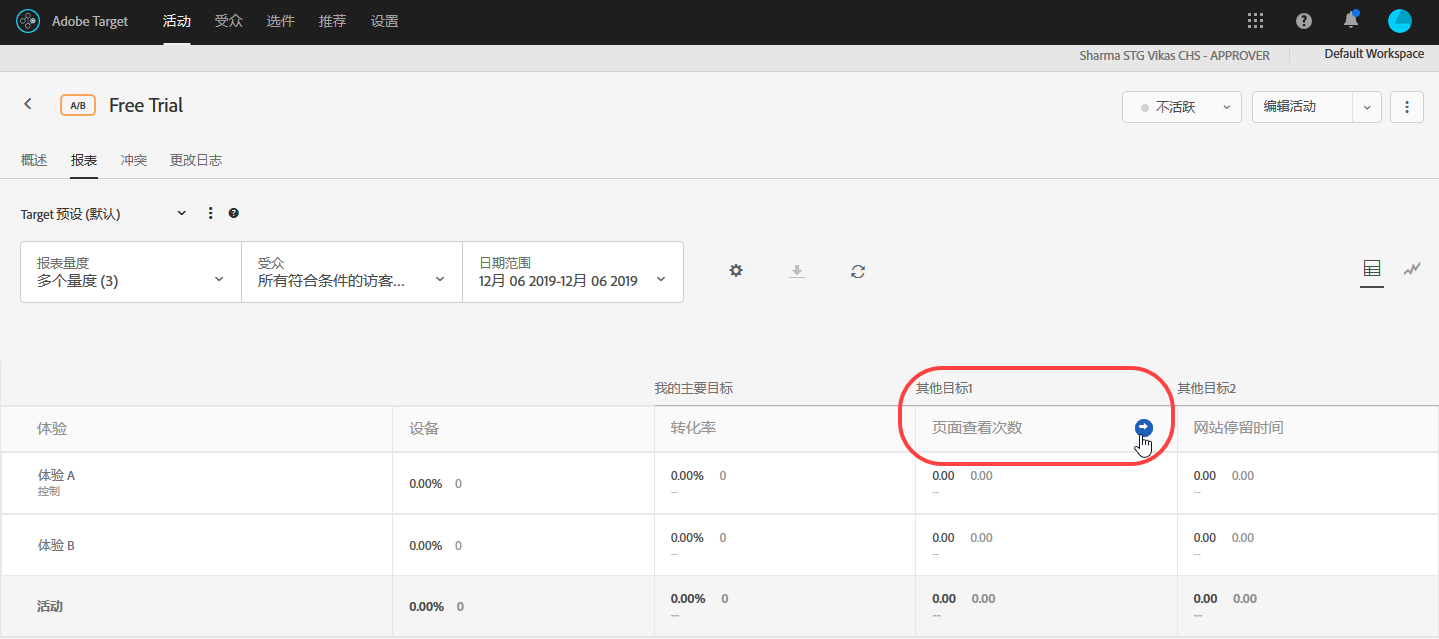 Adobe Target 活动 受众 选件 推荐 设置
Sharma STG Vikas CHS - APPROVER Default Workspace
A/B Free Trial 不活跃 编辑活动
概述 报表 冲突 更改日志
Target 预设 (默认)
报表量度 受众 日期范围
多个量度 (3) 所有符合条件的访客... 12月 06 2019-12月 06 2019
我的主要目标 其他目标1 其他目标2
体验 设备 转化率 页面查看次数 网站停留时间
体验 A 0.00% 0 0.00% 0 0.00 0.00 0.00 0.00
控制 -- -- --
体验 B 0.00% 0 0.00% 0 0.00 0.00 0.00 0.00
-- -- --
活动 0.00% 0 0.00% 0 0.00 0.00 0.00 0.00
-- -- --